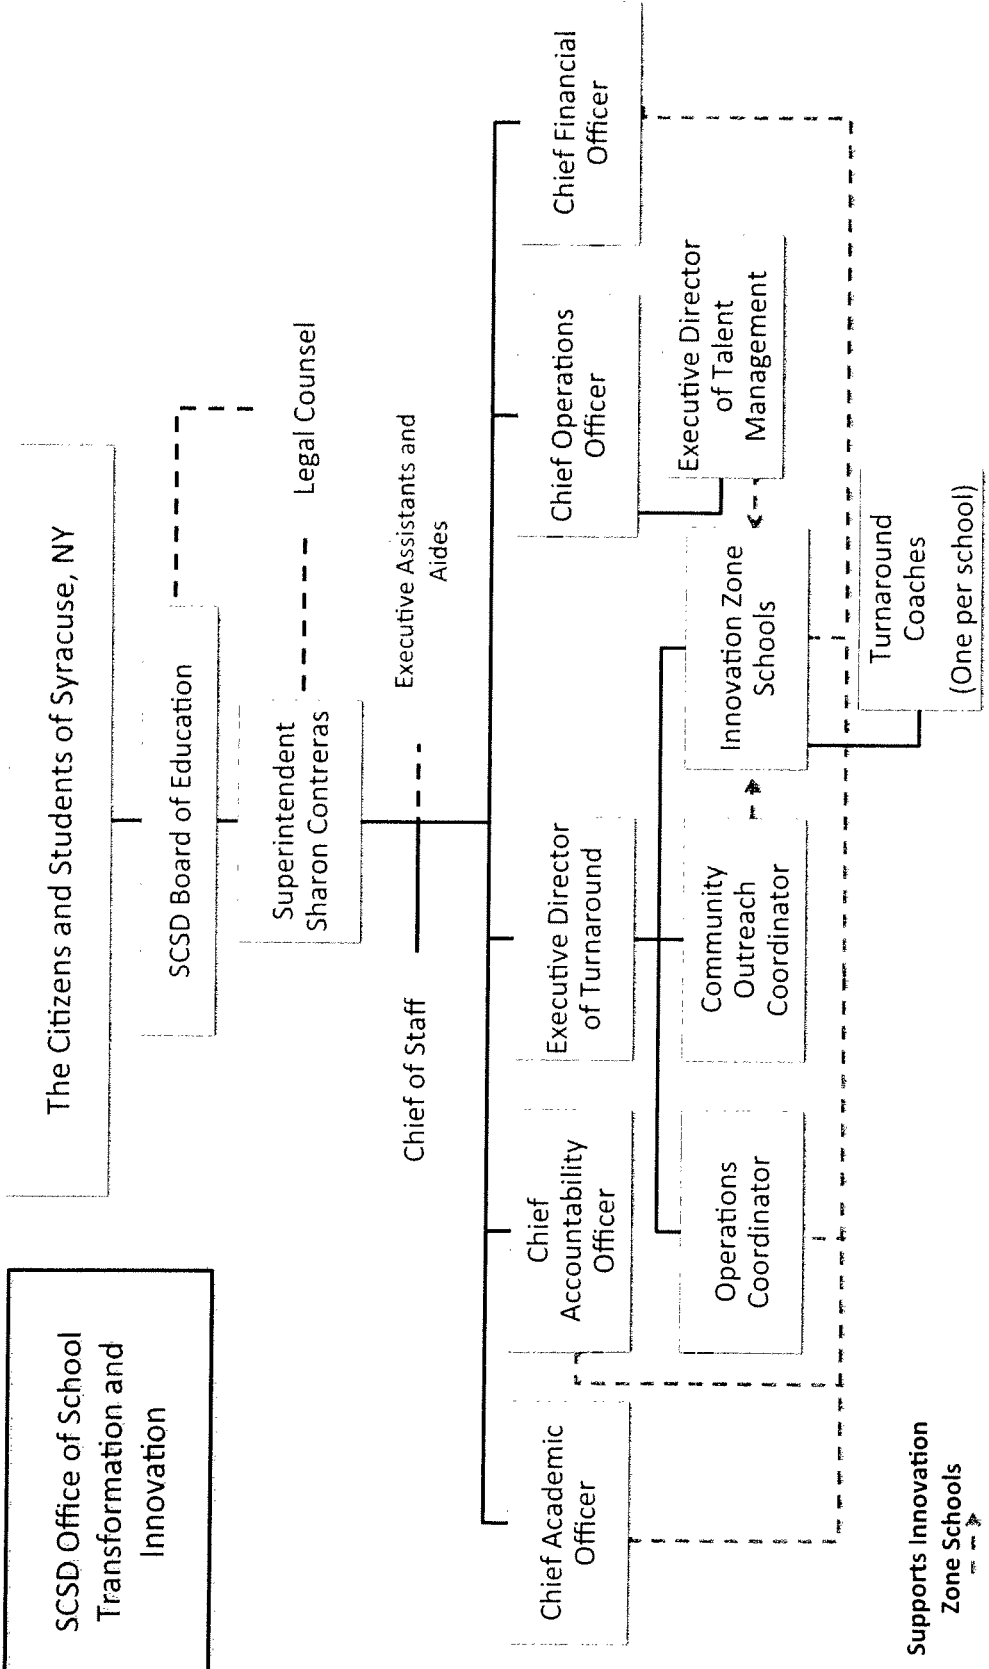 SCSD Office of School
Transformation and
Innovation
The Citizens and Students of Syracuse, NY
SCSD Board of Education
Superintendent
Sharon Contreras
Legal Counsel
Chief of Staff
Executive Assistants and
Aides
Chief Academic
Officer
Chief
Accountability
Officer
Executive Director
of Turnaround
Chief Operations
Officer
Chief Financial
Officer
Operations
Coordinator
Community
Outreach
Coordinator
Innovation Zone
Schools
Executive Director
of Talent
Management
Turnaround
Coaches
(One per school)
Supports Innovation
Zone Schools